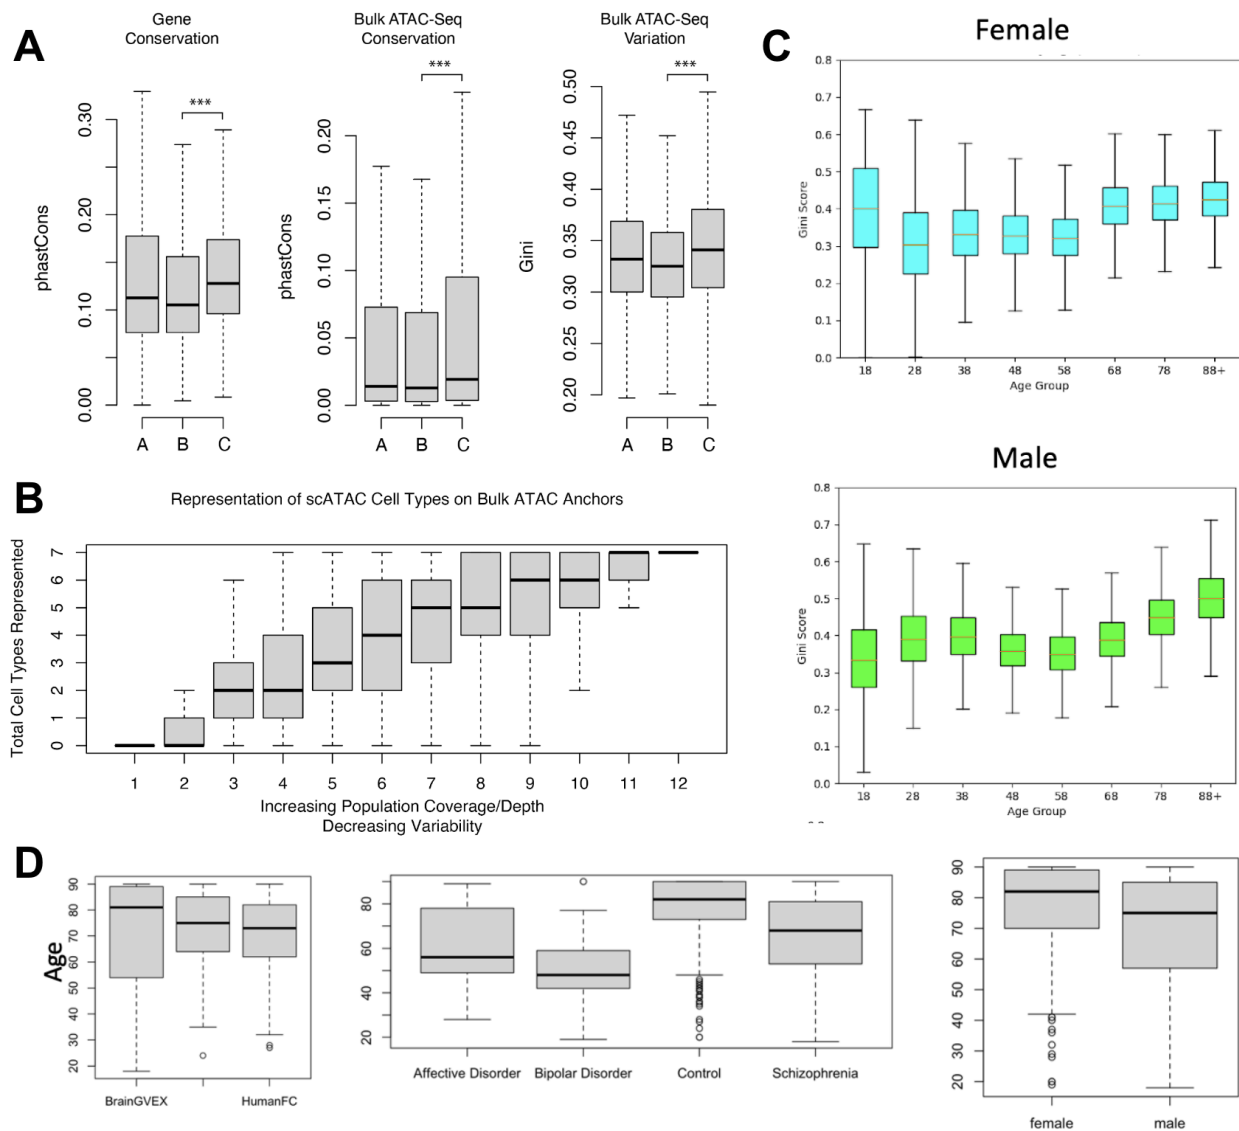 A
Gene
Conservation
Bulk ATAC-Seq
Conservation
Bulk ATAC-Seq
Variation
***
***
***
phastCons
0.30
0.20
0.10
0.00
A B C
phastCons
0.20
0.15
0.10
0.05
0.00
A B C
Gini
0.50
0.45
0.40
0.35
0.30
0.25
0.20
A B C
B
Representation of scATAC Cell Types on Bulk ATAC Anchors
Total Cell Types Represented
7
6
5
4
3
2
1
0
1 2 3 4 5 6 7 8 9 10 11 12
Increasing Population Coverage/Depth
Decreasing Variability
C
Female
Gini Score
0.8
0.7
0.6
0.5
0.4
0.3
0.2
0.1
0.0
18 28 38 48 58 68 78 88+
Age Group
Male
Gini Score
0.8
0.7
0.6
0.5
0.4
0.3
0.2
0.1
0.0
18 28 38 48 58 68 78 88+
Age Group
D
Age
90
80
70
60
50
40
30
20
BrainGVEX HumanFC
80
60
40
20
Affective Disorder Bipolar Disorder Control Schizophrenia
90
80
70
60
50
40
30
20
female male